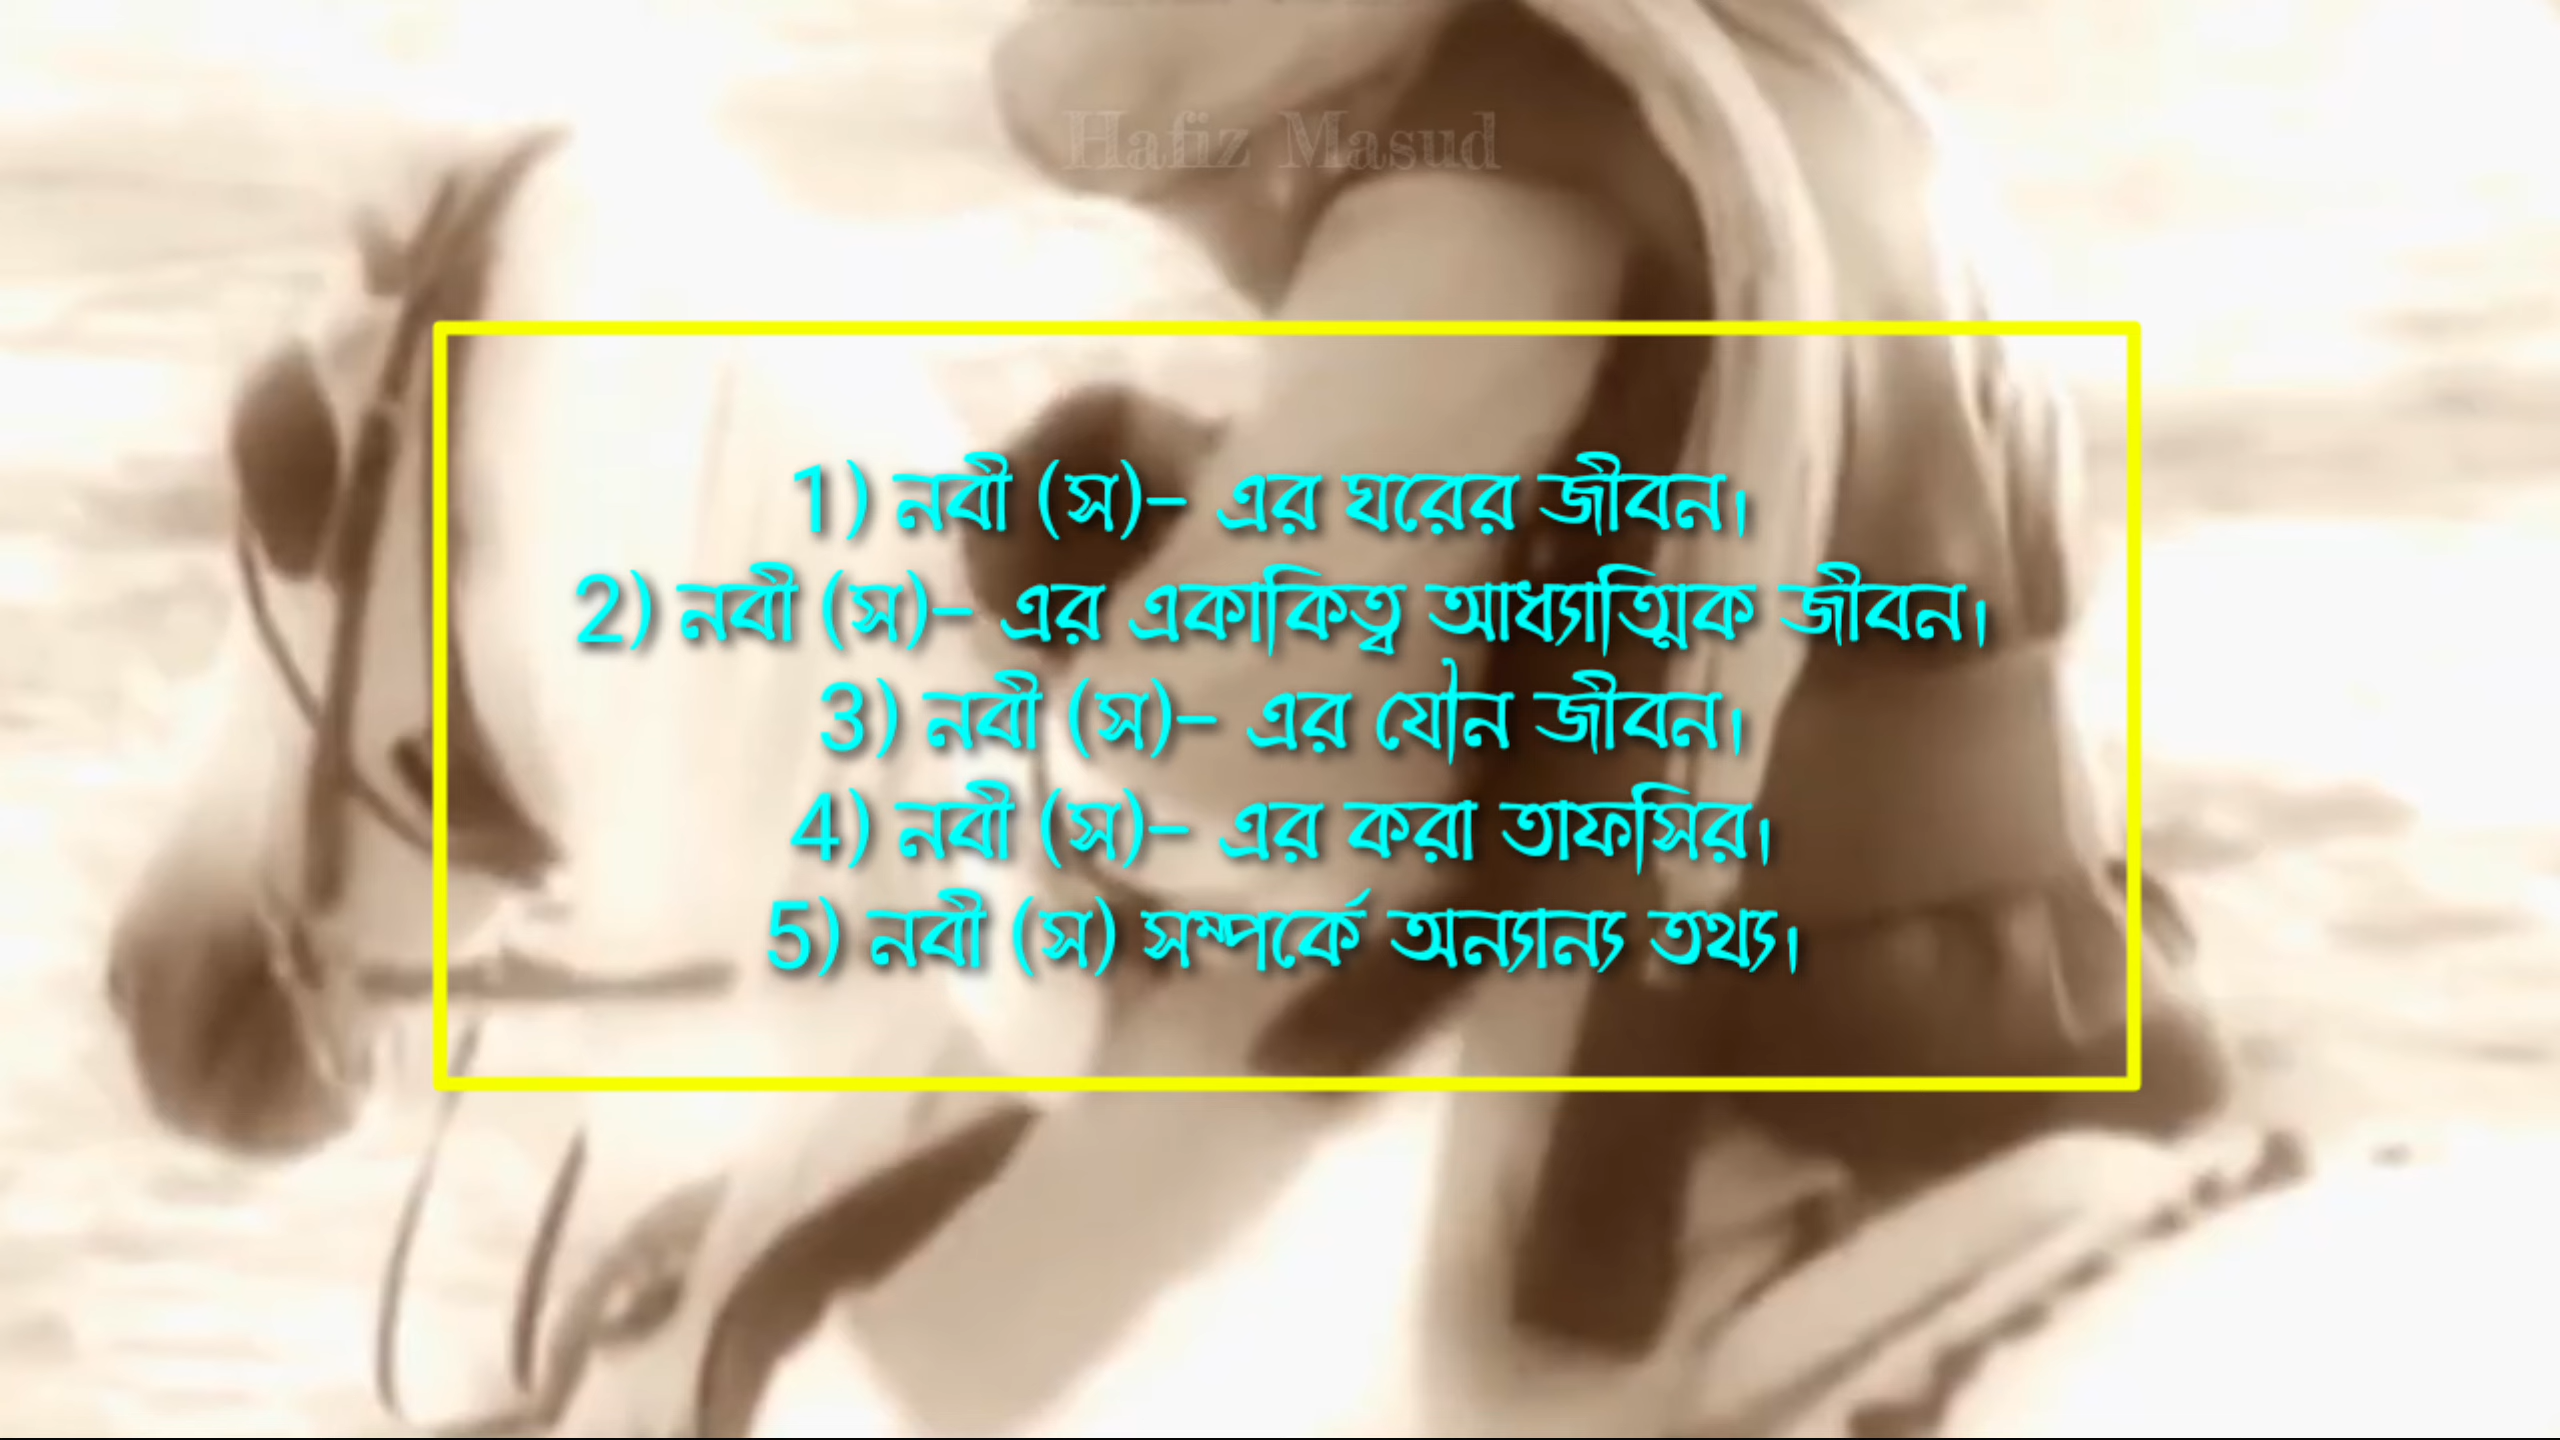 Hafiz Masud
1) নবী (স)- এর ঘরের জীবন।
2) নবী (স)- এর একাকিত্ব আধ্যাত্মিক জীবন।
3) নবী (স)- এর যৌন জীবন।
4) নবী (স)- এর করা তাফসির।
5) নবী (স) সম্পর্কে অন্যান্য তথ্য।